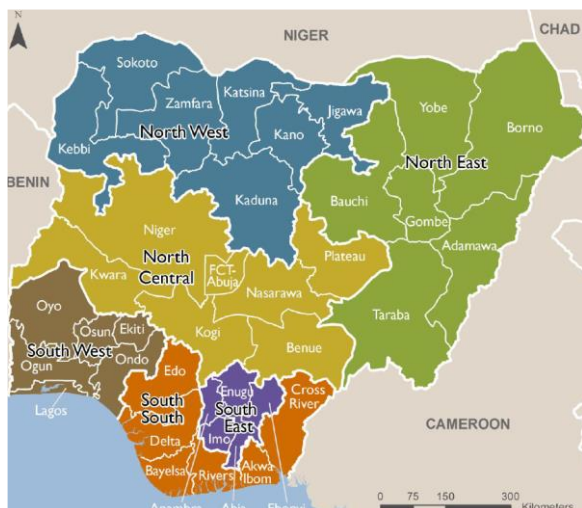 N
NIGER
CHAD
Sokoto
Katsina
Zamfara
Jigawa
Yobe
Kano
Borno
North West
North East
Kebbi
BENIN
Kaduna
Bauchi
Gombe
Niger
Adamawa
North
Central
FCT-
Abuja
Plateau
Kwara
Nasarawa
Taraba
Oyo
Kogi
Benue
Osun
Ekiti
South West
Ogun
Ondo
Edo
Enugu
Cross
River
South
South
South
East
Lagos
CAMEROON
Delta
Imo
Bayelsa
Rivers
Akwa
Ibom
0
75
150
300
Kilometers